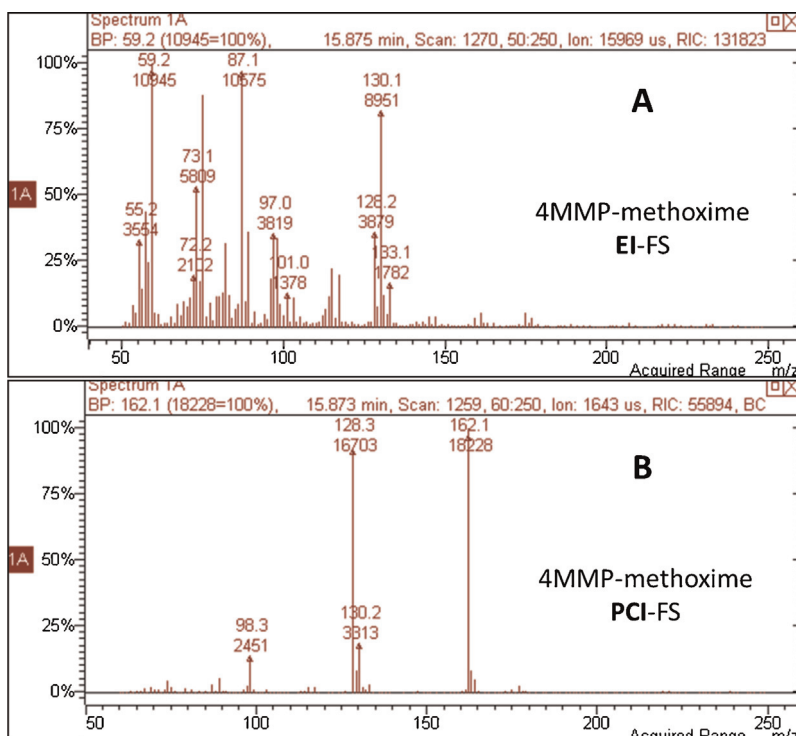 Spectrum 1A
BP: 59.2 (10945=100%), 15.875 min, Scan: 1270, 50:250, Ion: 15969 us, RIC: 131823
100%
75%
50%
25%
0%
1A
59.2
10945
87.1
10575
130.1
8951
73.1
5809
55.2
3554
72.2
97.0
3819
101.0
1378
128.2
3879
133.1
1782
A
4MMP-methoxime
EI-FS
50 100 150 200 250
Acquired Range m/z
Spectrum 1A
BP: 162.1 (18228=100%), 15.873 min, Scan: 1259, 60:250, Ion: 1643 us, RIC: 55894, BC
100%
75%
50%
25%
0%
1A
128.3
16703
162.1
18228
98.3
2451
130.2
3313
B
4MMP-methoxime
PCI-FS
50 100 150 200 250
Acquired Range m/z